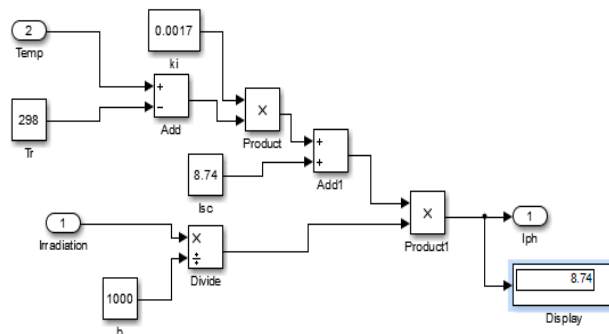 2
Temp
0.0017
ki
+
−
Add
298
Tr
×
Product
8.74
Isc
+
+
Add1
1
Irradiation
×
÷
Divide
1000
×
Product1
1
Iph
8.74
Display